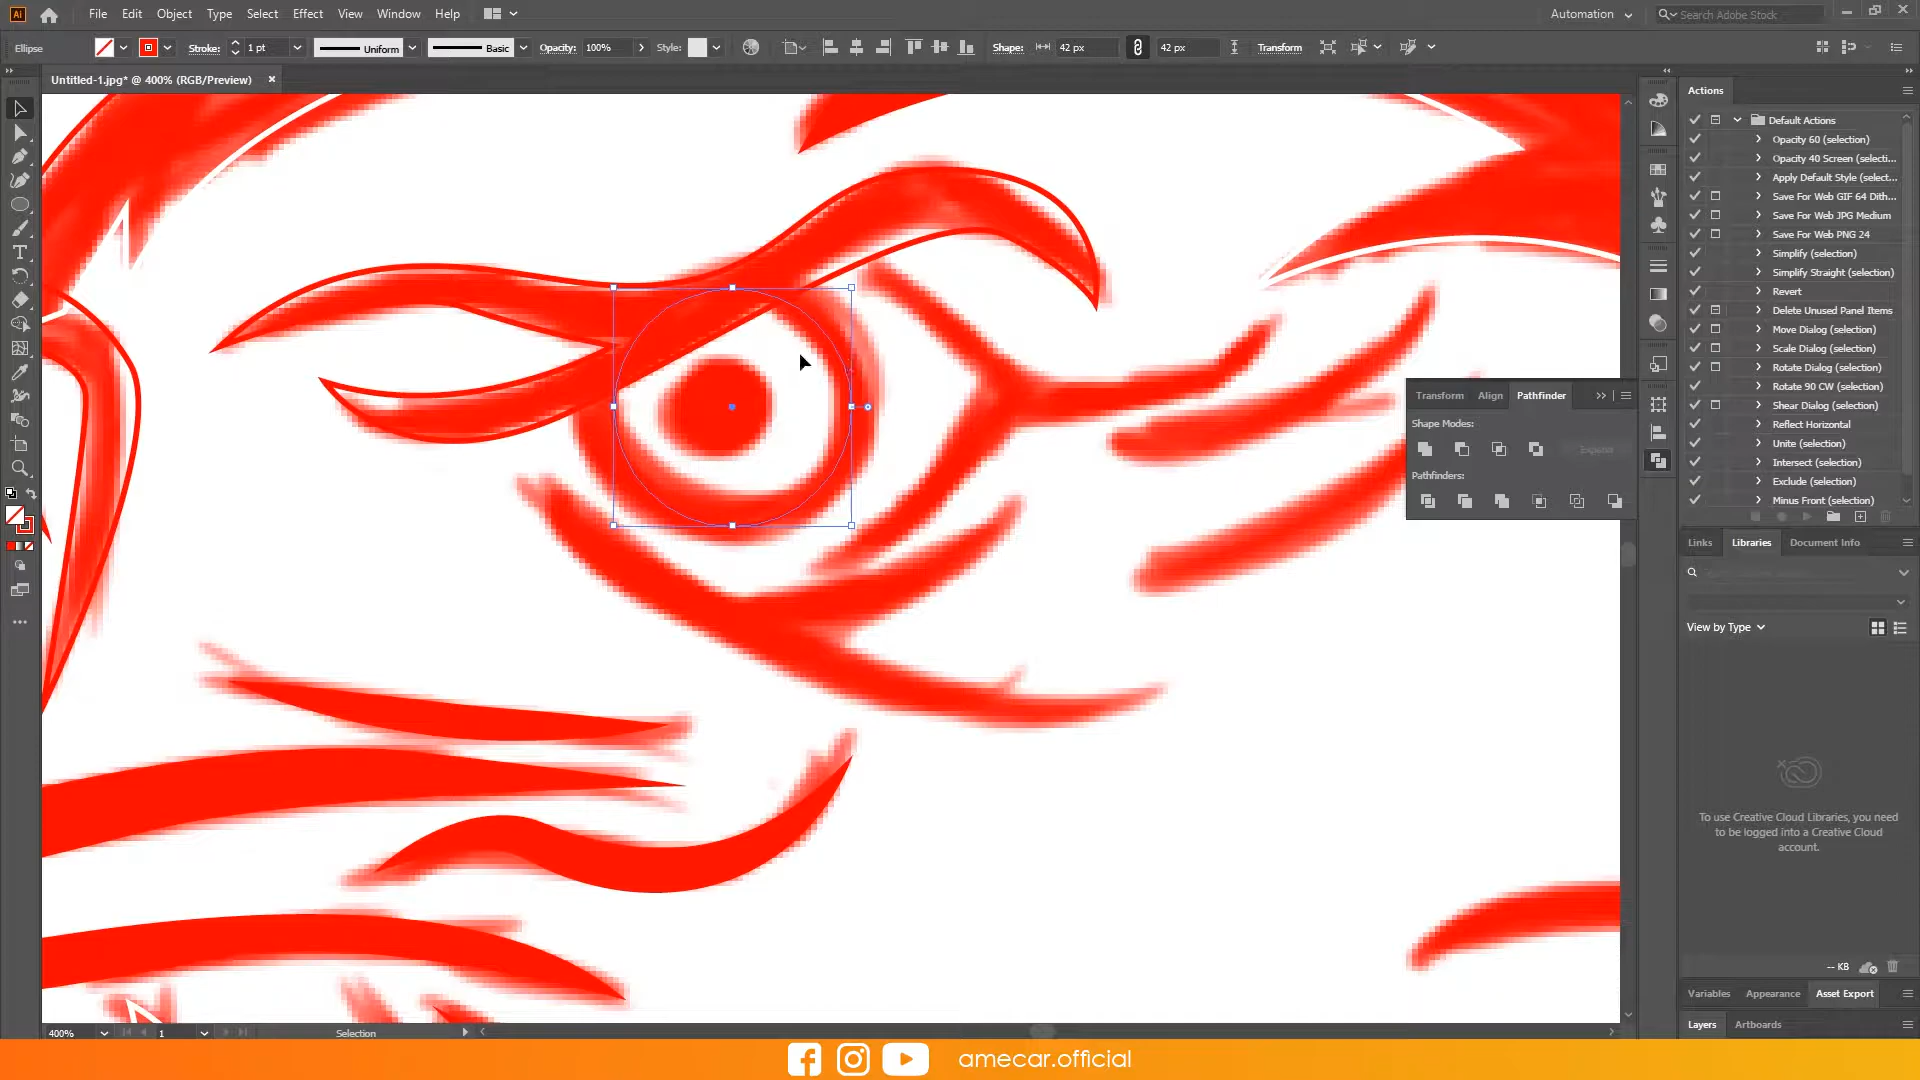 Ai File Edit Object Type Select Effect View Window Help Automation Search Adobe Stock
Ellipse Stroke: 1 pt Uniform Basic Opacity: 100% Style: Shape: 42 px 42 px Transform
Untitled-1.jpg* @ 400% (RGB/Preview)
Actions
Default Actions
Opacity 60 (selection)
Opacity 40 Screen (selecti...
Apply Default Style (select...
Save For Web GIF 64 Dith...
Save For Web JPG Medium
Save For Web PNG 24
Simplify (selection)
Simplify Straight (selection)
Revert
Delete Unused Panel Items
Move Dialog (selection)
Scale Dialog (selection)
Rotate Dialog (selection)
Rotate 90 CW (selection)
Shear Dialog (selection)
Reflect Horizontal
Unite (selection)
Intersect (selection)
Exclude (selection)
Minus Front (selection)
Transform Align Pathfinder
Shape Modes:
Expand
Pathfinders:
Links Libraries Document Info
View by Type
To use Creative Cloud Libraries, you need
to be logged into a Creative Cloud
account.
-- KB
Variables Appearance Asset Export
Layers Artboards
400% 1 Selection
amecar.official